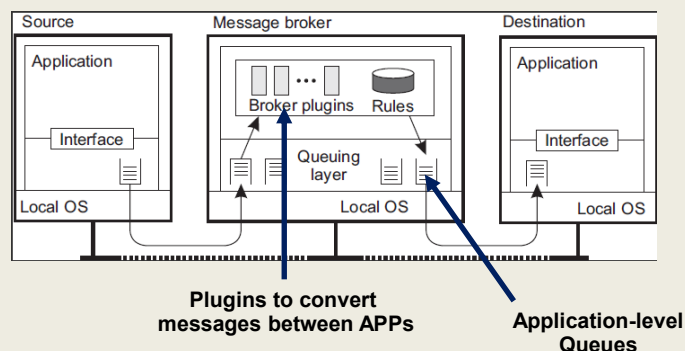 Source
Message broker
Destination
Application
Broker plugins
Rules
Application
Interface
Queuing
layer
Interface
Local OS
Local OS
Local OS
Plugins to convert
messages between APPs
Application-level
Queues